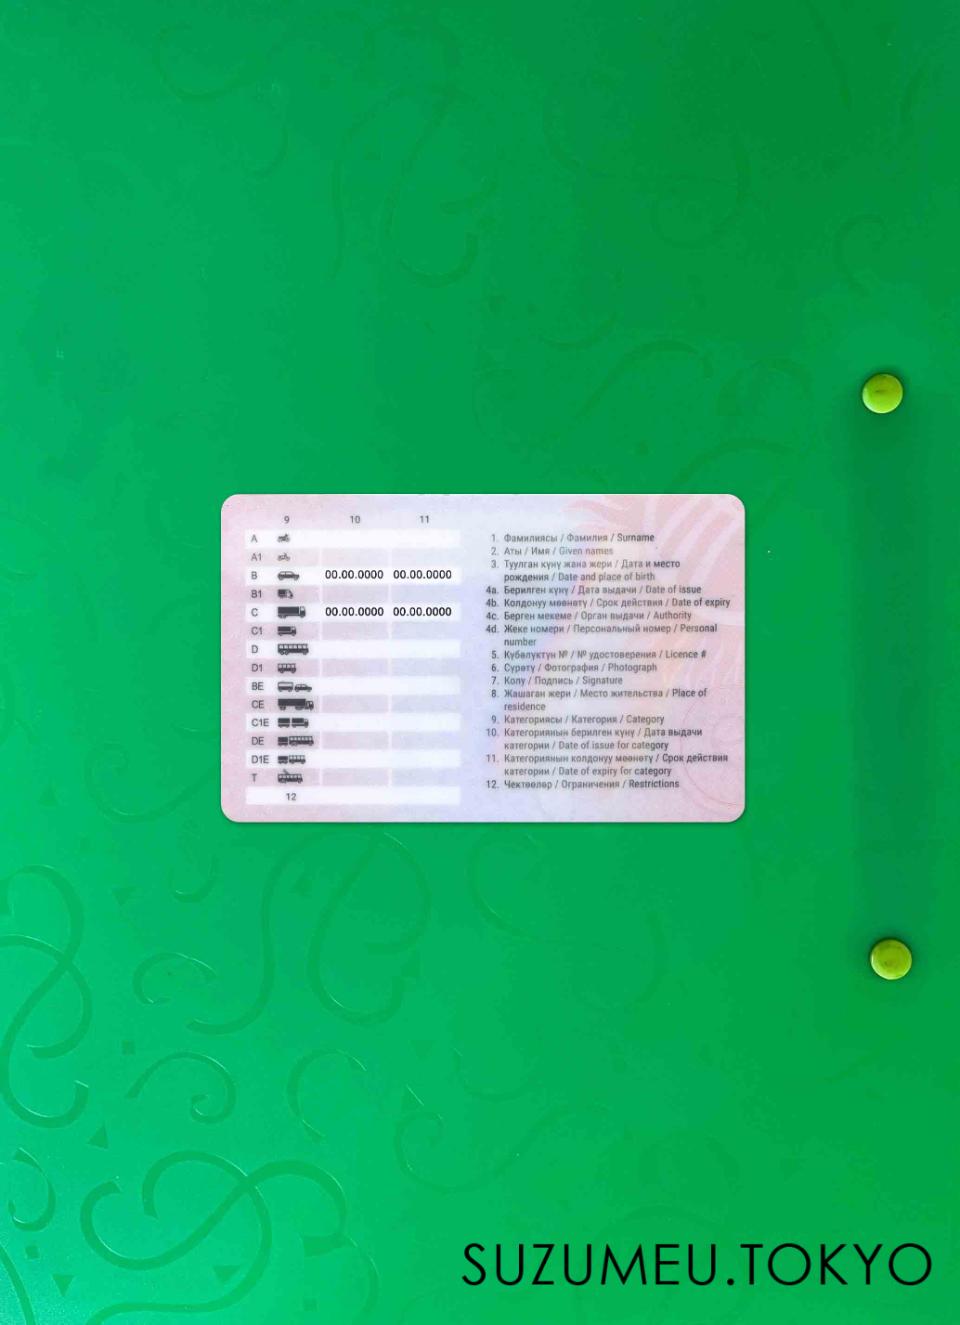 9 10 11
A
A1
B 00.00.0000 00.00.0000
B1
C 00.00.0000 00.00.0000
C1
D
D1
BE
CE
C1E
DE
D1E
T
12
1. Фамилиясы / Фамилия / Surname
2. Аты / Имя / Given names
3. Туулган күнү жана жери / Дата и место
рождения / Date and place of birth
4a. Берилген күнү / Дата выдачи / Date of issue
4b. Колдонуу мөөнөтү / Срок действия / Date of expiry
4c. Берген мекеме / Орган выдачи / Authority
4d. Жеке номери / Персональный номер / Personal
number
5. Күбөлүктүн № / № удостоверения / Licence #
6. Сүрөтү / Фотография / Photograph
7. Колу / Подпись / Signature
8. Жашаган жери / Место жительства / Place of
residence
9. Категориясы / Категория / Category
10. Категориянын берилген күнү / Дата выдачи
категории / Date of issue for category
11. Категориянын колдонуу мөөнөтү / Срок действия
категории / Date of expiry for category
12. Чектөөлөр / Ограничения / Restrictions
SUZUMEU.TOKYO